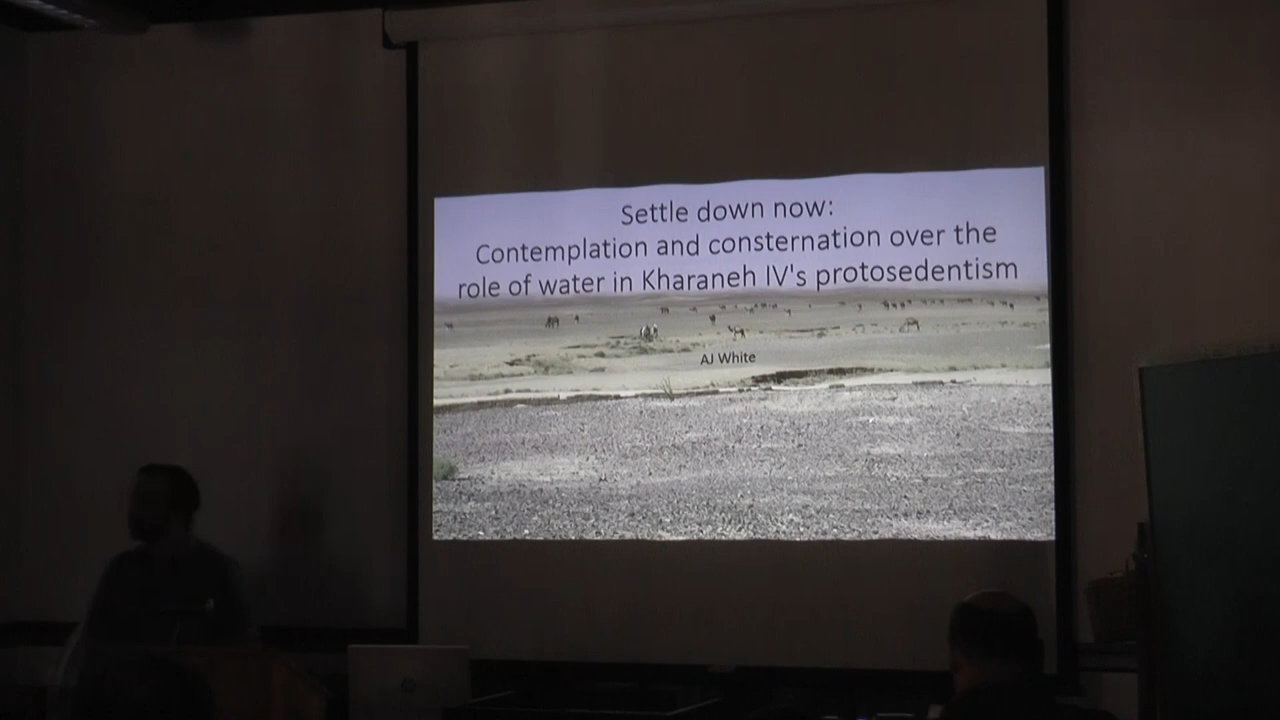 Settle down now:
Contemplation and consternation over the
role of water in Kharaneh IV's protosedentism
AJ White